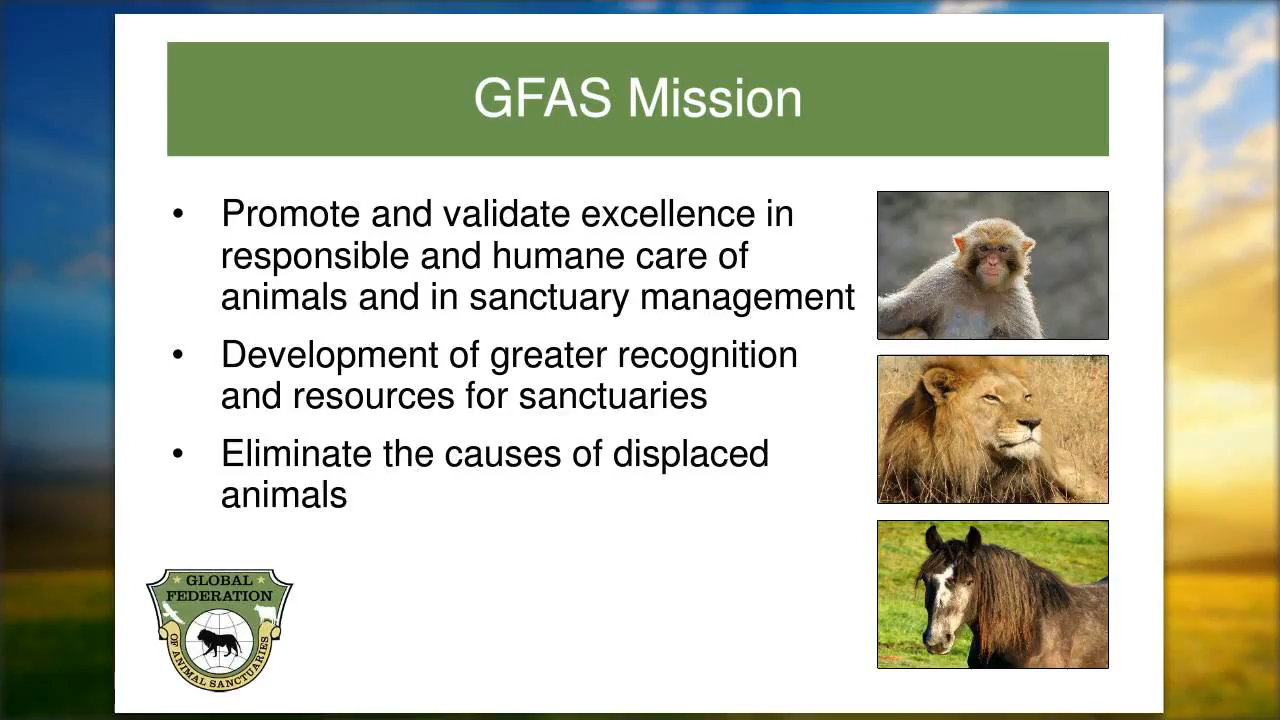 GFAS Mission
• Promote and validate excellence in
responsible and humane care of
animals and in sanctuary management
• Development of greater recognition
and resources for sanctuaries
• Eliminate the causes of displaced
animals
GLOBAL
FEDERATION
OF ANIMAL SANCTUARIES